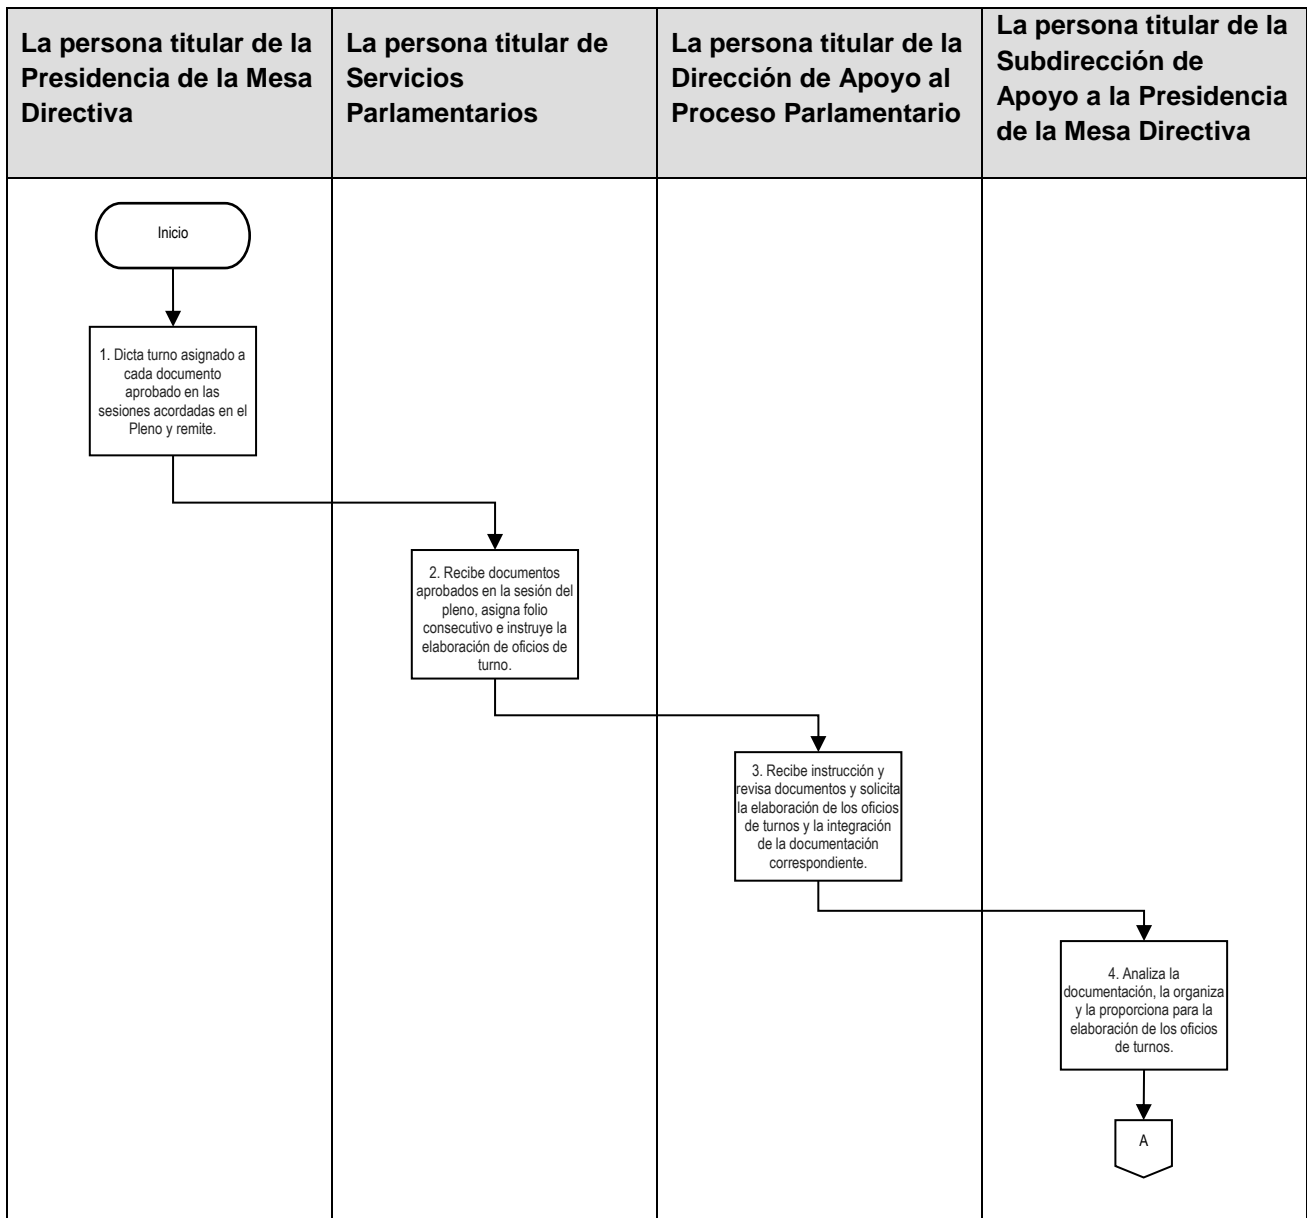 La persona titular de la
Presidencia de la Mesa
Directiva
La persona titular de
Servicios
Parlamentarios
La persona titular de la
Dirección de Apoyo al
Proceso Parlamentario
La persona titular de la
Subdirección de
Apoyo a la Presidencia
de la Mesa Directiva
Inicio
1. Dicta turno asignado a
cada documento
aprobado en las
sesiones acordadas en el
Pleno y remite.
2. Recibe documentos
aprobados en la sesión del
pleno, asigna folio
consecutivo e instruye la
elaboración de oficios de
turno.
3. Recibe instrucción y
revisa documentos y solicita
la elaboración de los oficios
de turnos y la integración
de la documentación
correspondiente.
4. Analiza la
documentación, la organiza
y la proporciona para la
elaboración de los oficios
de turnos.
A